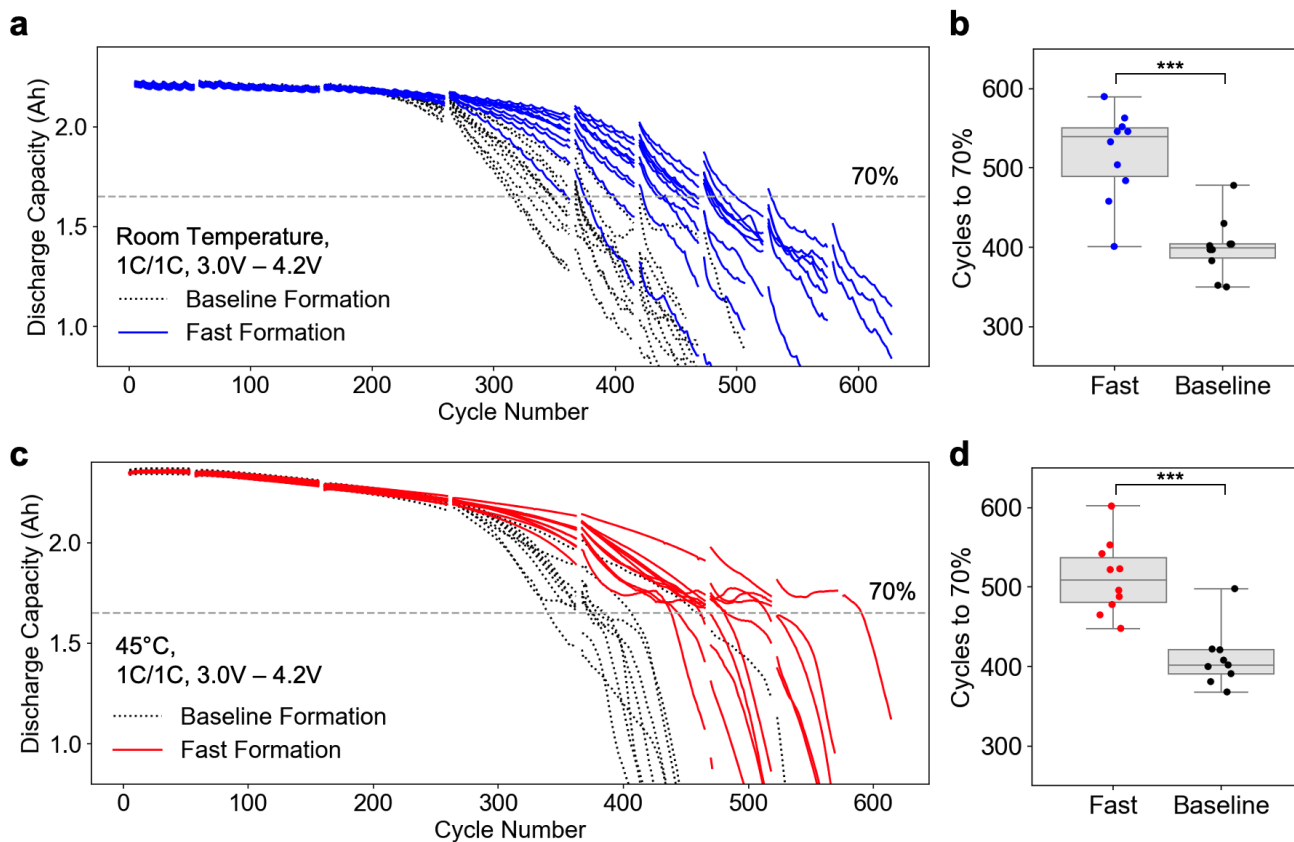 a
Discharge Capacity (Ah)
2.0
1.5
1.0
70%
Room Temperature,
1C/1C, 3.0V – 4.2V
Baseline Formation
Fast Formation
0 100 200 300 400 500 600
Cycle Number
b
Cycles to 70%
600
500
400
300
***
Fast Baseline
c
Discharge Capacity (Ah)
2.0
1.5
1.0
70%
45°C,
1C/1C, 3.0V – 4.2V
Baseline Formation
Fast Formation
0 100 200 300 400 500 600
Cycle Number
d
Cycles to 70%
600
500
400
300
***
Fast Baseline